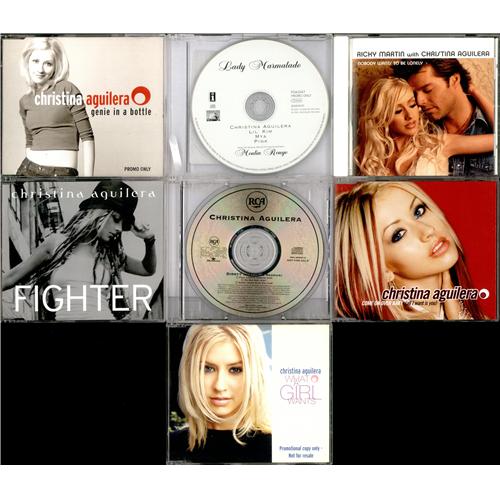 christina aguilera
genie in a bottle
PROMO ONLY
Lady Marmalade
PROMO ONLY
CHRISTINA AGUILERA
LIL' KIM
MYA
PINK
Moulin Rouge
RICKY MARTIN WITH CHRISTINA AGUILERA
NOBODY WANTS TO BE LONELY
christina aguilera
FIGHTER
RCA
CHRISTINA AGUILERA
christina aguilera
COME ON OVER BABY (all i want is you)
christina aguilera
WHAT
A
GIRL
WANTS
Promotional copy only -
Not for resale